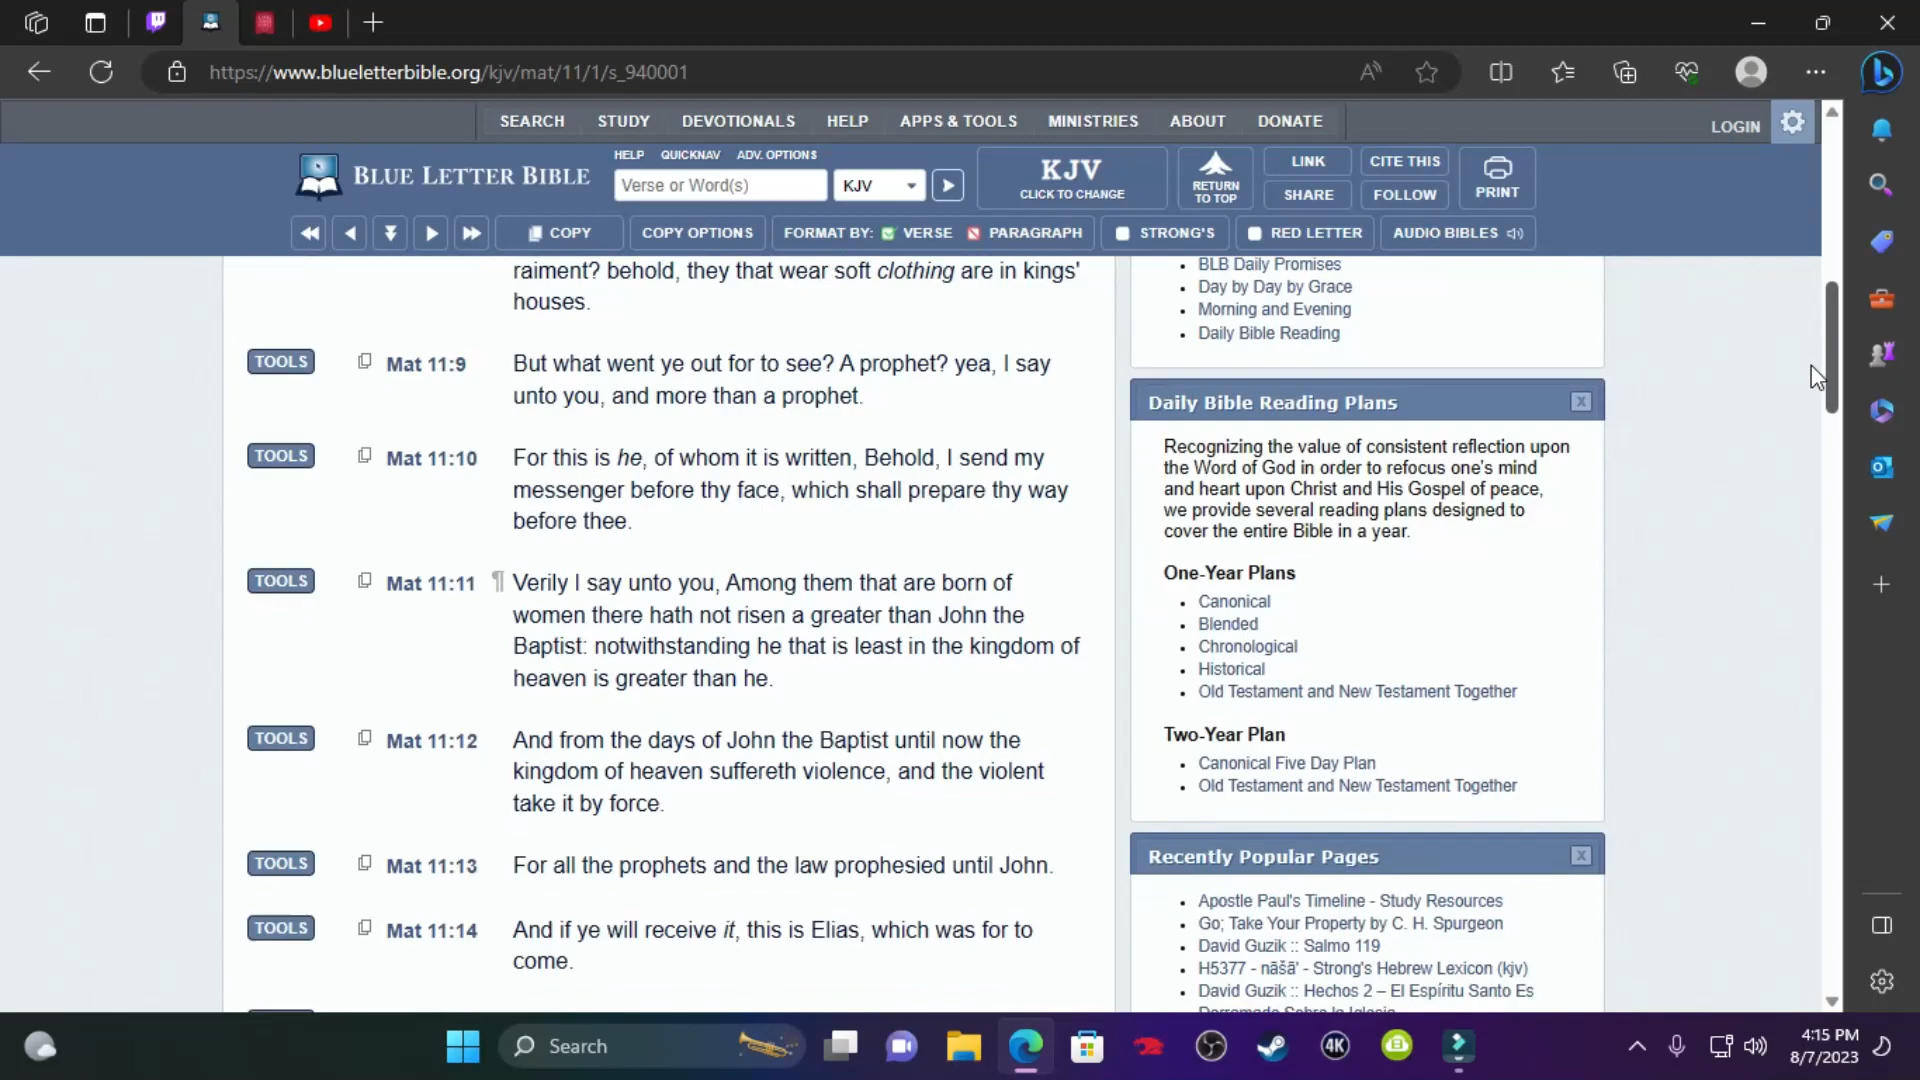 https://www.blueletterbible.org/kjv/mat/11/1/s_940001
SEARCH STUDY DEVOTIONALS HELP APPS & TOOLS MINISTRIES ABOUT DONATE
LOGIN
BLUE LETTER BIBLE
HELP QUICKNAV ADV. OPTIONS
Verse or Word(s)
KJV
KJV
CLICK TO CHANGE
RETURN
TO TOP
LINK
CITE THIS
SHARE
FOLLOW
PRINT
COPY
COPY OPTIONS
FORMAT BY: VERSE PARAGRAPH
STRONG'S
RED LETTER
AUDIO BIBLES
raiment? behold, they that wear soft clothing are in kings'
houses.
TOOLS
Mat 11:9
But what went ye out for to see? A prophet? yea, I say
unto you, and more than a prophet.
TOOLS
Mat 11:10
For this is he, of whom it is written, Behold, I send my
messenger before thy face, which shall prepare thy way
before thee.
TOOLS
Mat 11:11
¶ Verily I say unto you, Among them that are born of
women there hath not risen a greater than John the
Baptist: notwithstanding he that is least in the kingdom of
heaven is greater than he.
TOOLS
Mat 11:12
And from the days of John the Baptist until now the
kingdom of heaven suffereth violence, and the violent
take it by force.
TOOLS
Mat 11:13
For all the prophets and the law prophesied until John.
TOOLS
Mat 11:14
And if ye will receive it, this is Elias, which was for to
come.
BLB Daily Promises
Day by Day by Grace
Morning and Evening
Daily Bible Reading
Daily Bible Reading Plans
x
Recognizing the value of consistent reflection upon
the Word of God in order to refocus one's mind
and heart upon Christ and His Gospel of peace,
we provide several reading plans designed to
cover the entire Bible in a year.
One-Year Plans
Canonical
Blended
Chronological
Historical
Old Testament and New Testament Together
Two-Year Plan
Canonical Five Day Plan
Old Testament and New Testament Together
Recently Popular Pages
x
Apostle Paul's Timeline - Study Resources
Go; Take Your Property by C. H. Spurgeon
David Guzik :: Salmo 119
H5377 - nāšā' - Strong's Hebrew Lexicon (kjv)
David Guzik :: Hechos 2 – El Espíritu Santo Es
Derramado Sobre la Iglesia
Search
4K
4:15 PM
8/7/2023